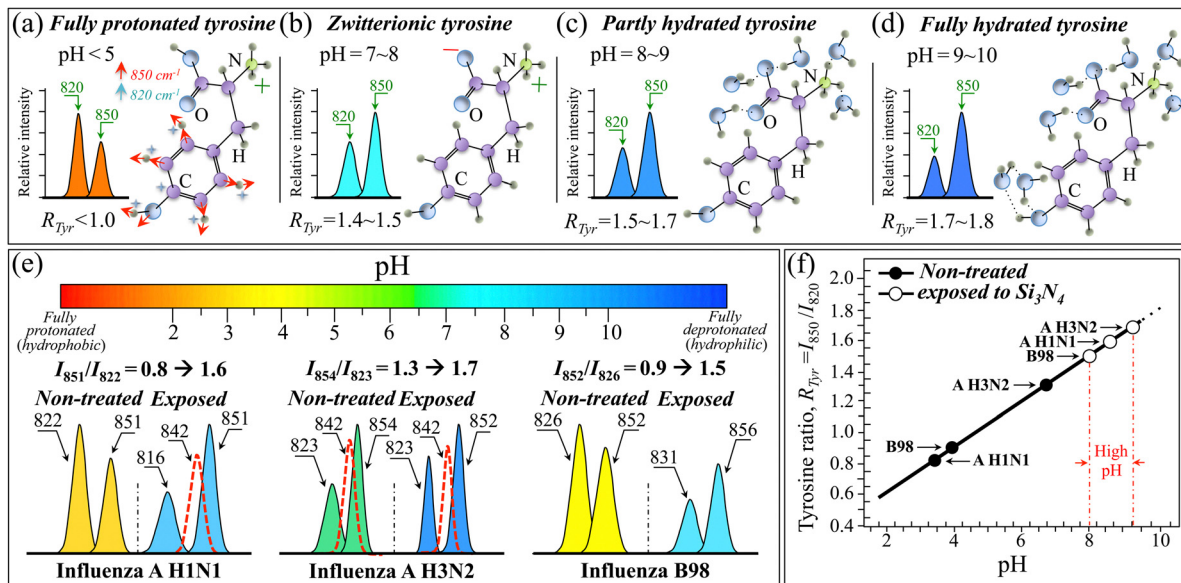 (a) Fully protonated tyrosine
pH < 5
850 cm⁻¹
820 cm⁻¹
820
850
Relative intensity
N
+
O
H
C
R_Tyr <1.0
(b) Zwitterionic tyrosine
pH = 7~8
820
850
Relative intensity
N
+
O
H
C
R_Tyr=1.4~1.5
(c) Partly hydrated tyrosine
pH = 8~9
820
850
Relative intensity
N
+
O
H
C
R_Tyr=1.5~1.7
(d) Fully hydrated tyrosine
pH = 9~10
820
850
Relative intensity
N
+
O
H
C
R_Tyr=1.7~1.8
(e)
pH
Fully
protonated
(hydrophobic)
2 3 4 5 6 7 8 9 10
Fully
deprotonated
(hydrophilic)
I851/I822 = 0.8 → 1.6
Non-treated Exposed
822
851
816
842
851
Influenza A H1N1
I854/I823 = 1.3 → 1.7
Non-treated Exposed
823
842
854
823
842
852
Influenza A H3N2
I852/I826 = 0.9 → 1.5
Non-treated Exposed
826
852
831
856
Influenza B98
(f)
Tyrosine ratio, R_Tyr=I850/I820
2.0
1.8
1.6
1.4
1.2
1.0
0.8
0.6
0.4
Non-treated
exposed to Si₃N₄
A H3N2
A H1N1
B98
A H3N2
B98
A H1N1
High
pH
2 4 6 8 10
pH